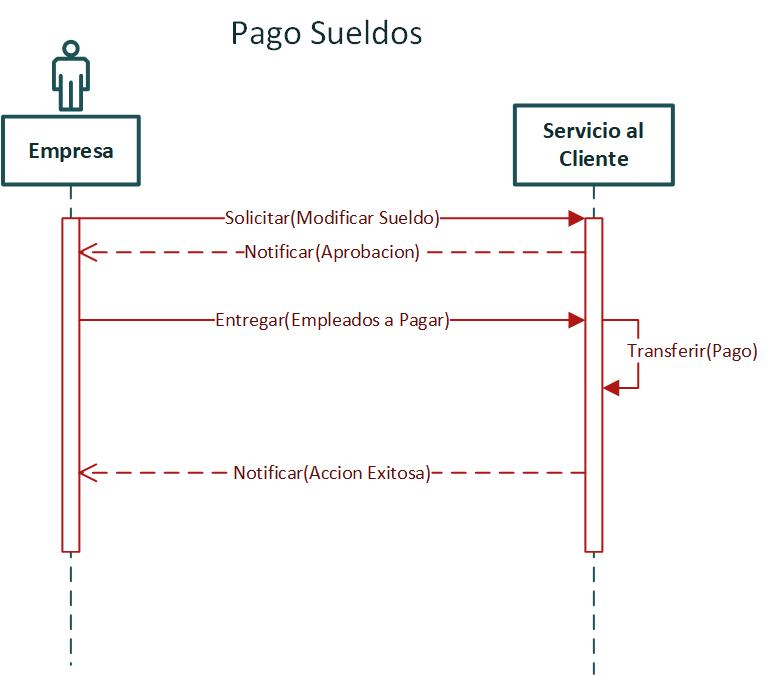 Pago Sueldos
Empresa
Servicio al
Cliente
Solicitar(Modificar Sueldo)
Notificar(Aprobacion)
Entregar(Empleados a Pagar)
Transferir(Pago)
Notificar(Accion Exitosa)